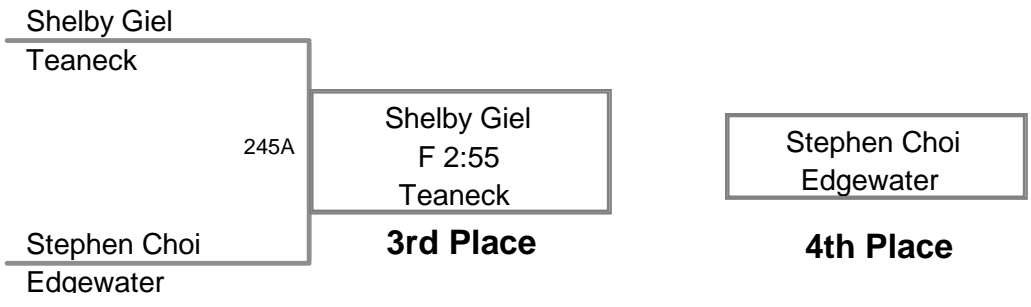 Shelby Giel
Teaneck
245A
Shelby Giel
F 2:55
Teaneck
3rd Place
Stephen Choi
Edgewater
4th Place
Stephen Choi
Edgewater